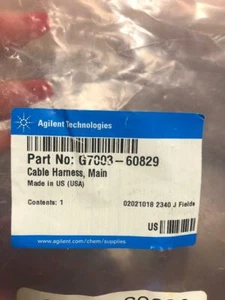 Agilent Technologies
Part No: G7003-60829
Cable Harness, Main
Made in US (USA)
Contents: 1
02021018 2340 J Fields
US
www.agilent.com/chem/supplies